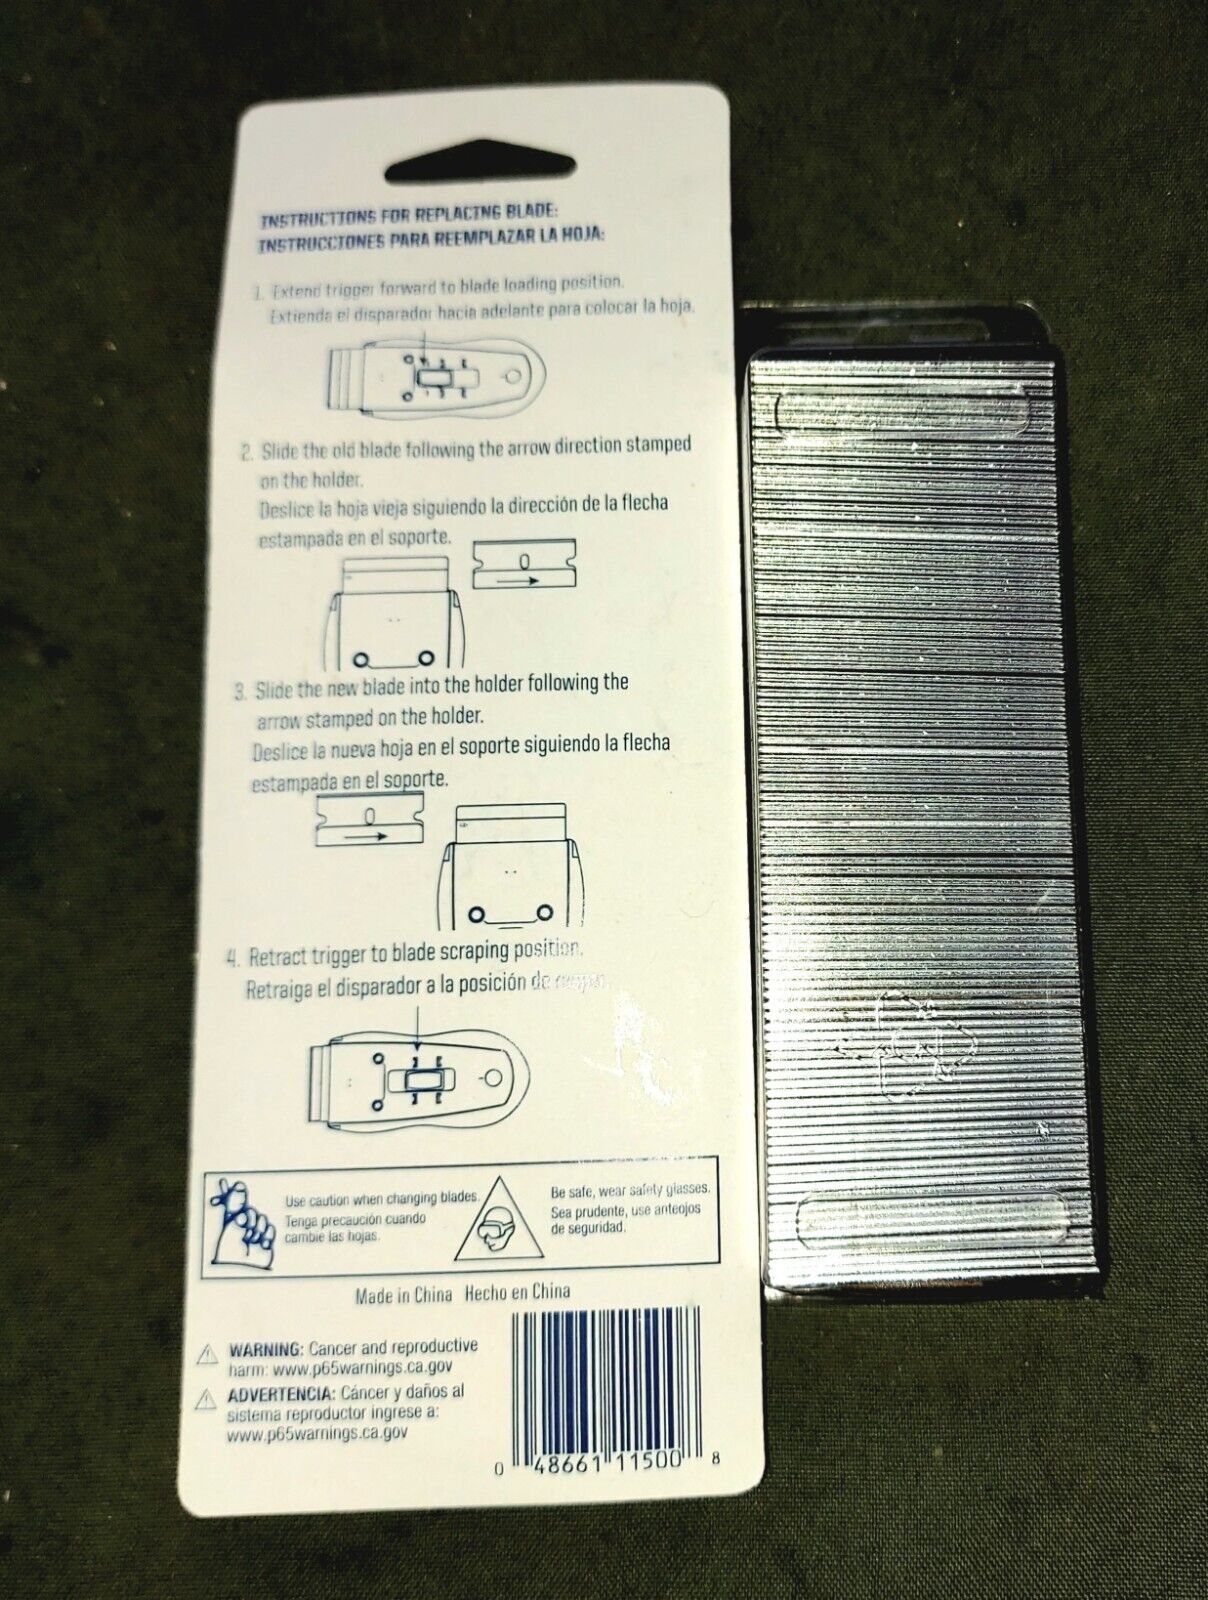 INSTRUCTIONS FOR REPLACING BLADE:
INSTRUCCIONES PARA REEMPLAZAR LA HOJA:
1. Extend trigger forward to blade loading position.
Extienda el disparador hacia adelante para colocar la hoja.
2. Slide the old blade following the arrow direction stamped
on the holder.
Deslice la hoja vieja siguiendo la dirección de la flecha
estampada en el soporte.
0
3. Slide the new blade into the holder following the
arrow stamped on the holder.
Deslice la nueva hoja en el soporte siguiendo la flecha
estampada en el soporte.
0
4. Retract trigger to blade scraping position.
Retraiga el disparador a la posición de
Use caution when changing blades.
Tenga precaución cuando
cambie las hojas.
Be safe, wear safety glasses.
Sea prudente, use anteojos
de seguridad.
Made in China Hecho en China
WARNING: Cancer and reproductive
harm: www.p65warnings.ca.gov
ADVERTENCIA: Cáncer y daños al
sistema reproductor ingrese a:
www.p65warnings.ca.gov
0 48661 11500 8